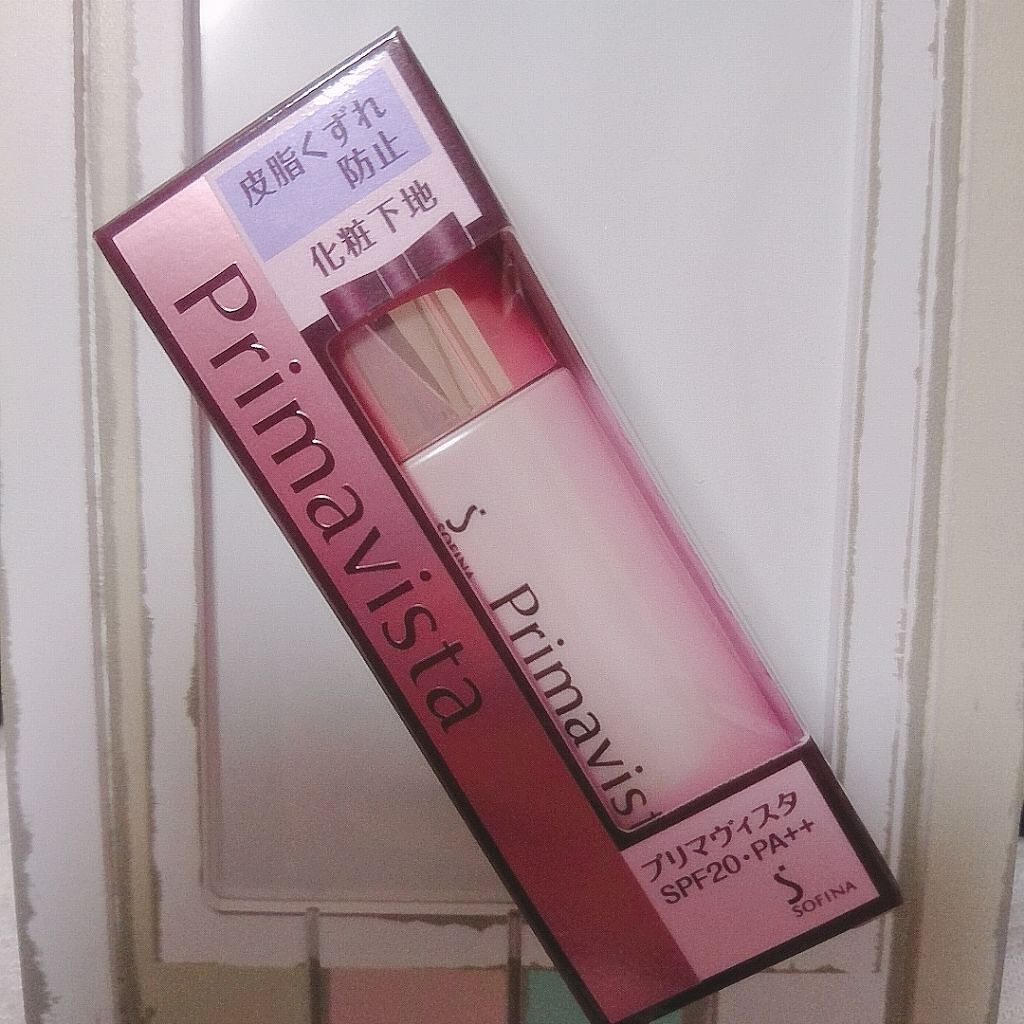 皮脂くずれ
防止
化粧下地
Primavista
SOFINA
Primavist
プリマヴィスタ
SPF20・PA++
SOFINA